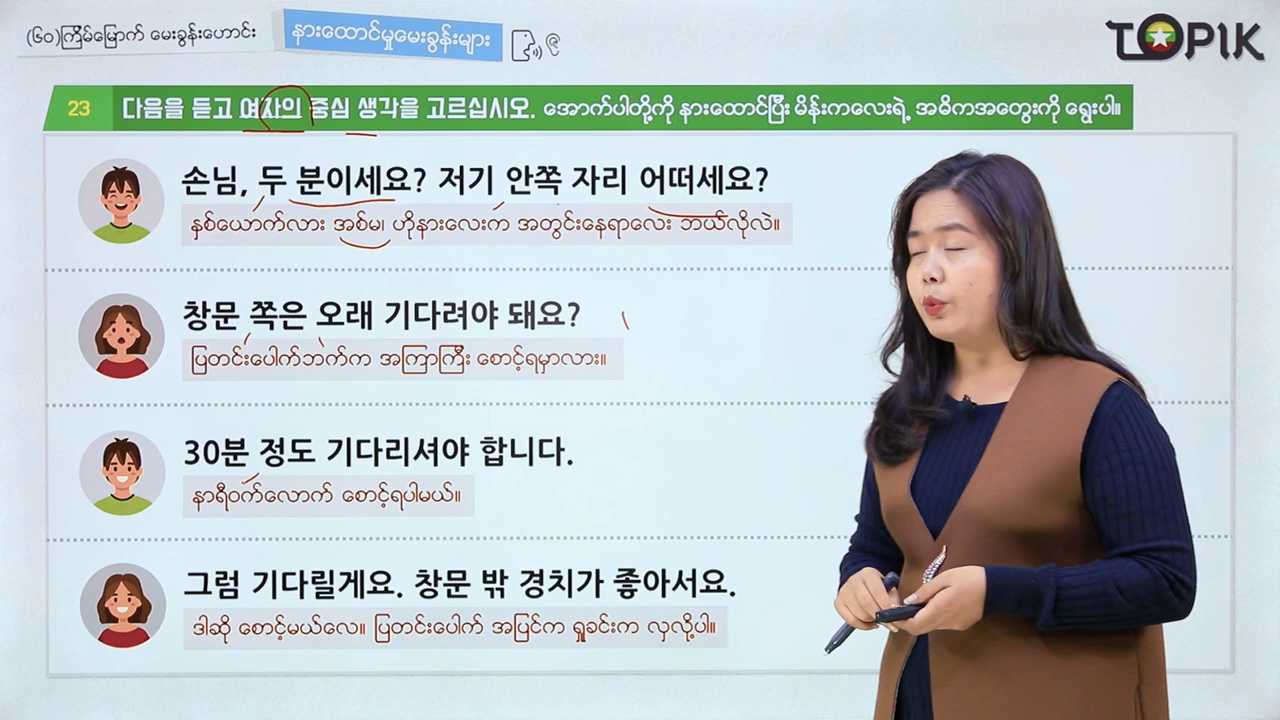 (၆၀)ကြိမ်မြောက် မေးခွန်းဟောင်း
နားထောင်မှုမေးခွန်းများ
TOPIK
23 다음을 듣고 여자의 중심 생각을 고르십시오. အောက်ပါတို့ကို နားထောင်ပြီး မိန်းကလေးရဲ့ အဓိကအတွေးကို ရွေးပါ။
손님, 두 분이세요? 저기 안쪽 자리 어떠세요?
နှစ်ယောက်လား အစ်မ၊ ဟိုနားလေးက အတွင်းနေရာလေး ဘယ်လိုလဲ။
창문 쪽은 오래 기다려야 돼요?
ပြတင်းပေါက်ဘက်က အကြာကြီး စောင့်ရမှာလား။
30분 정도 기다리셔야 합니다.
နာရီဝက်လောက် စောင့်ရပါမယ်။
그럼 기다릴게요. 창문 밖 경치가 좋아서요.
ဒါဆို စောင့်မယ်လေ။ ပြတင်းပေါက် အပြင်က ရှုခင်းက လှလို့ပါ။